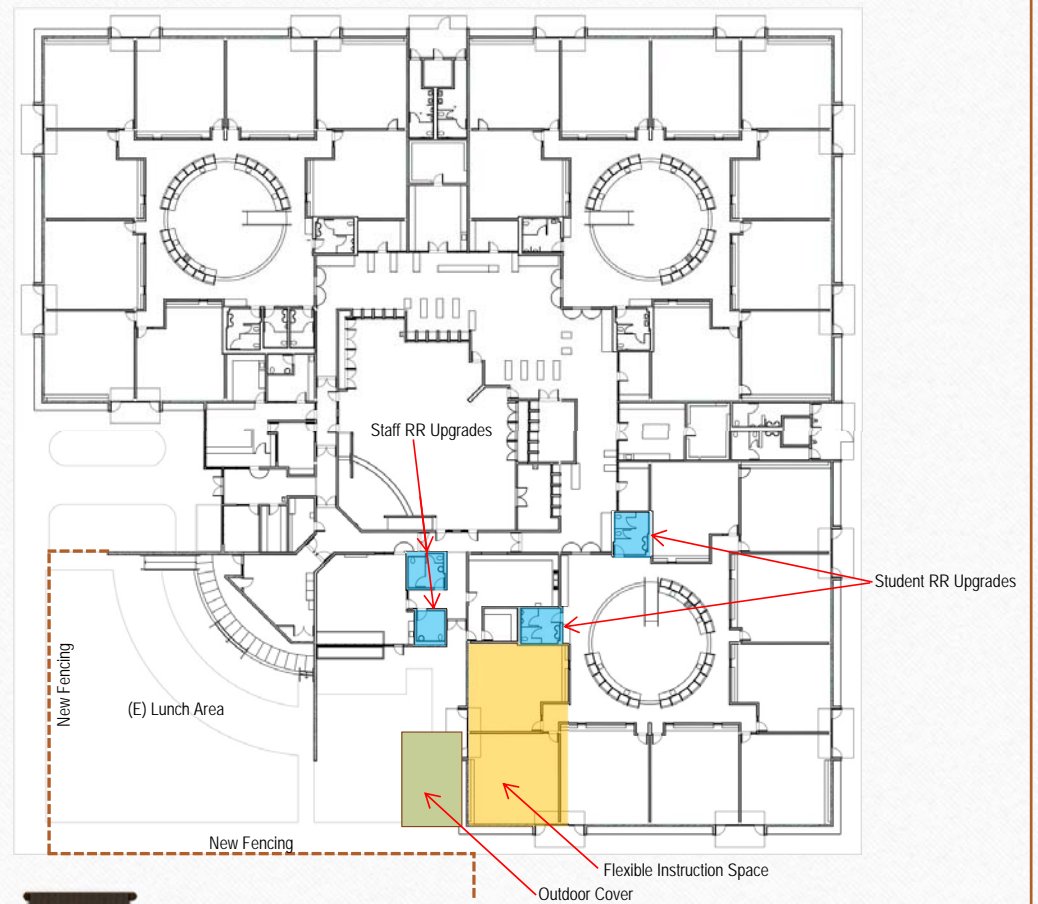 Staff RR Upgrades
Student RR Upgrades
New Fencing
(E) Lunch Area
New Fencing
Flexible Instruction Space
Outdoor Cover